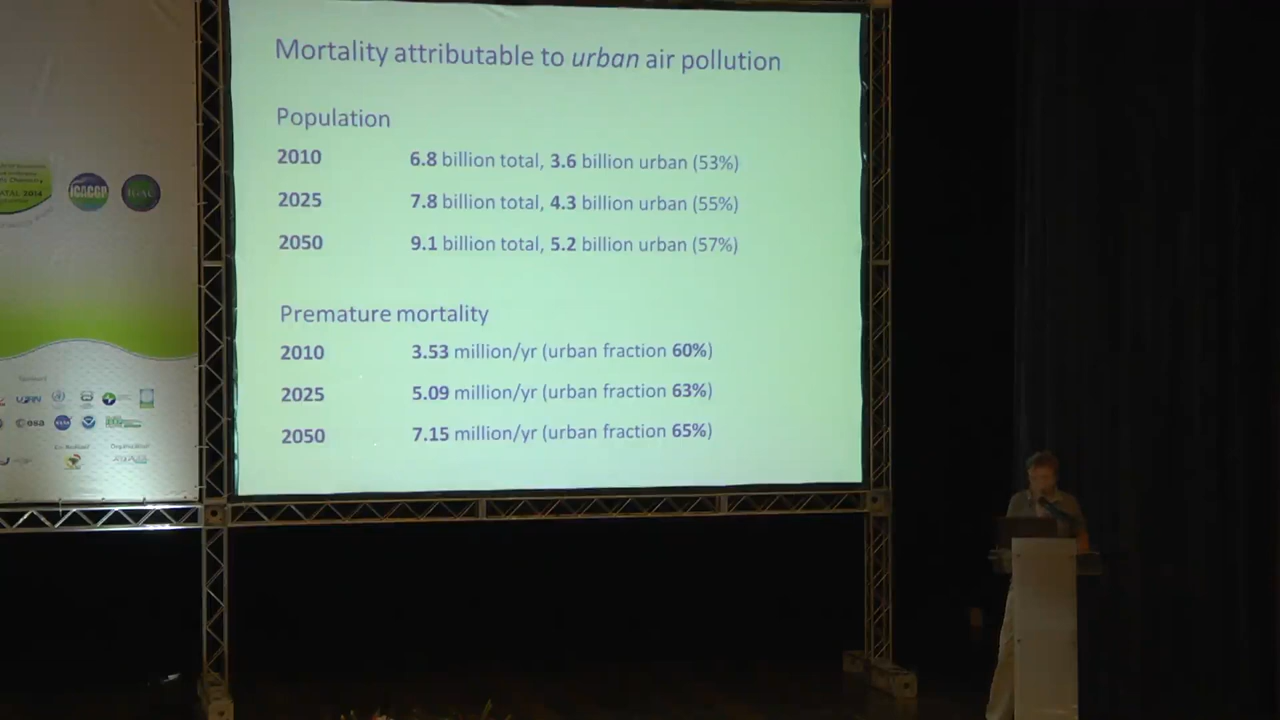 Mortality attributable to urban air pollution
Population
2010 6.8 billion total, 3.6 billion urban (53%)
2025 7.8 billion total, 4.3 billion urban (55%)
2050 9.1 billion total, 5.2 billion urban (57%)
Premature mortality
2010 3.53 million/yr (urban fraction 60%)
2025 5.09 million/yr (urban fraction 63%)
2050 7.15 million/yr (urban fraction 65%)
ICACGP
IGAC
UFRN
esa